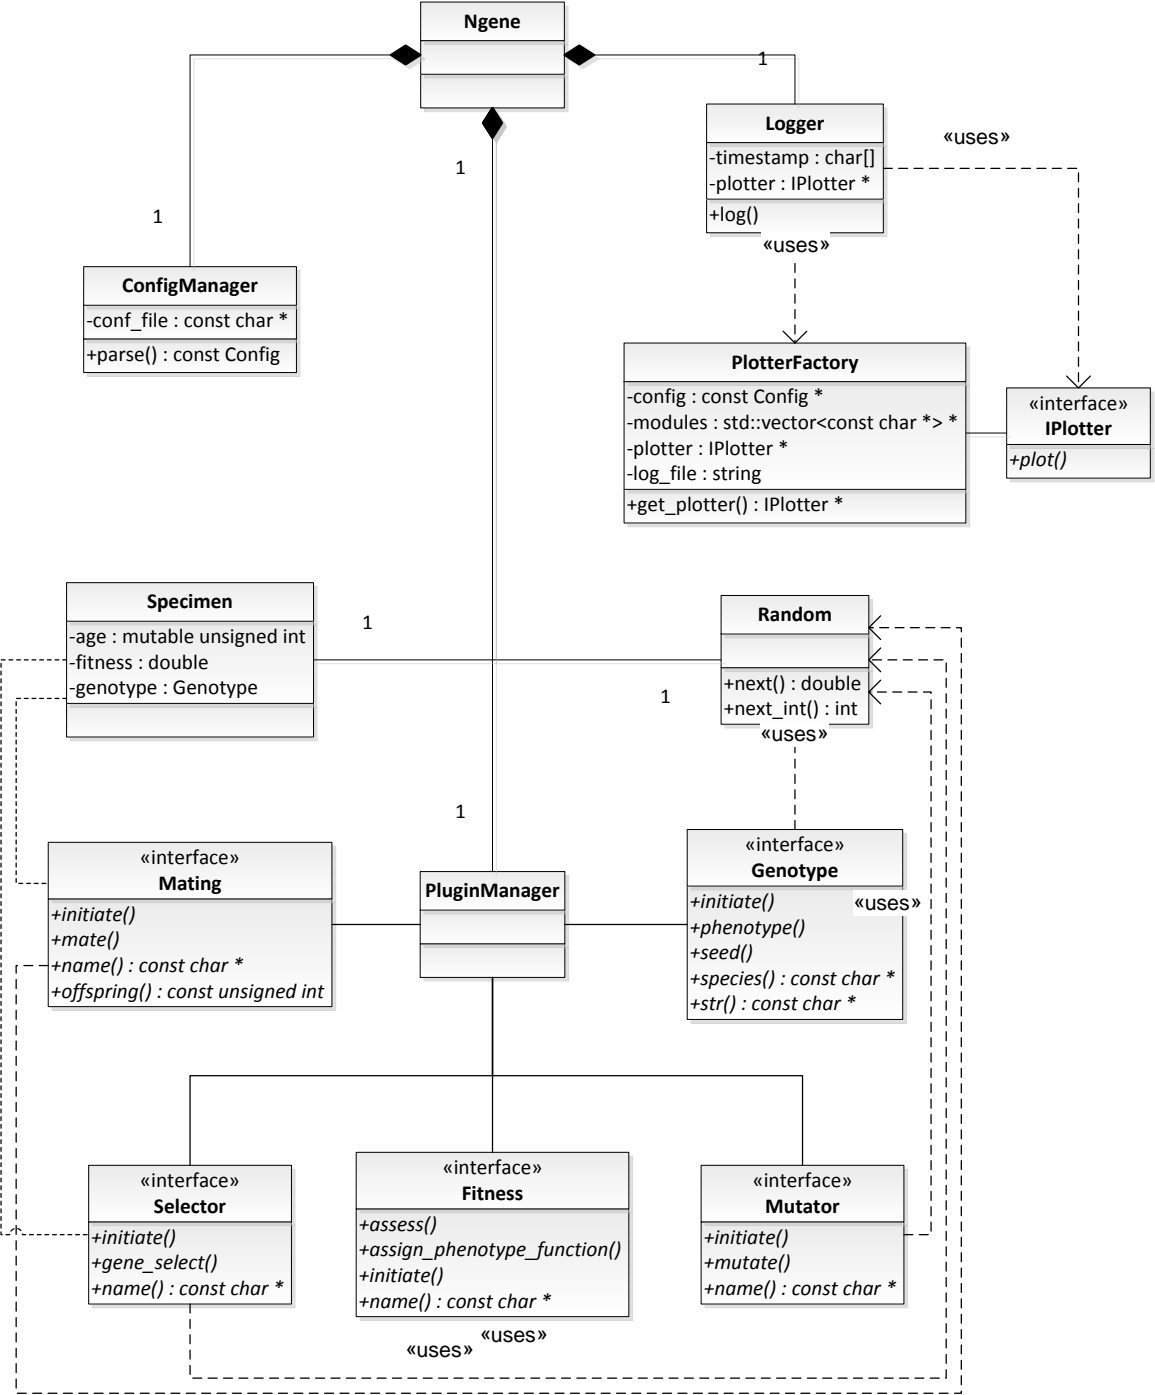 Ngene
1
1
1
Logger
-timestamp : char[]
-plotter : IPlotter *
+log()
«uses»
«uses»
1
ConfigManager
-conf_file : const char *
+parse() : const Config
PlotterFactory
-config : const Config *
-modules : std::vector<const char *> *
-plotter : IPlotter *
-log_file : string
+get_plotter() : IPlotter *
«interface»
IPlotter
+plot()
Specimen
-age : mutable unsigned int
-fitness : double
-genotype : Genotype
1
1
Random
+next() : double
+next_int() : int
«uses»
1
«interface»
Mating
+initiate()
+mate()
+name() : const char *
+offspring() : const unsigned int
PluginManager
«interface»
Genotype
+initiate()
+phenotype()
+seed()
+species() : const char *
+str() : const char *
«uses»
«interface»
Selector
+initiate()
+gene_select()
+name() : const char *
«interface»
Fitness
+assess()
+assign_phenotype_function()
+initiate()
+name() : const char *
«interface»
Mutator
+initiate()
+mutate()
+name() : const char *
«uses»
«uses»